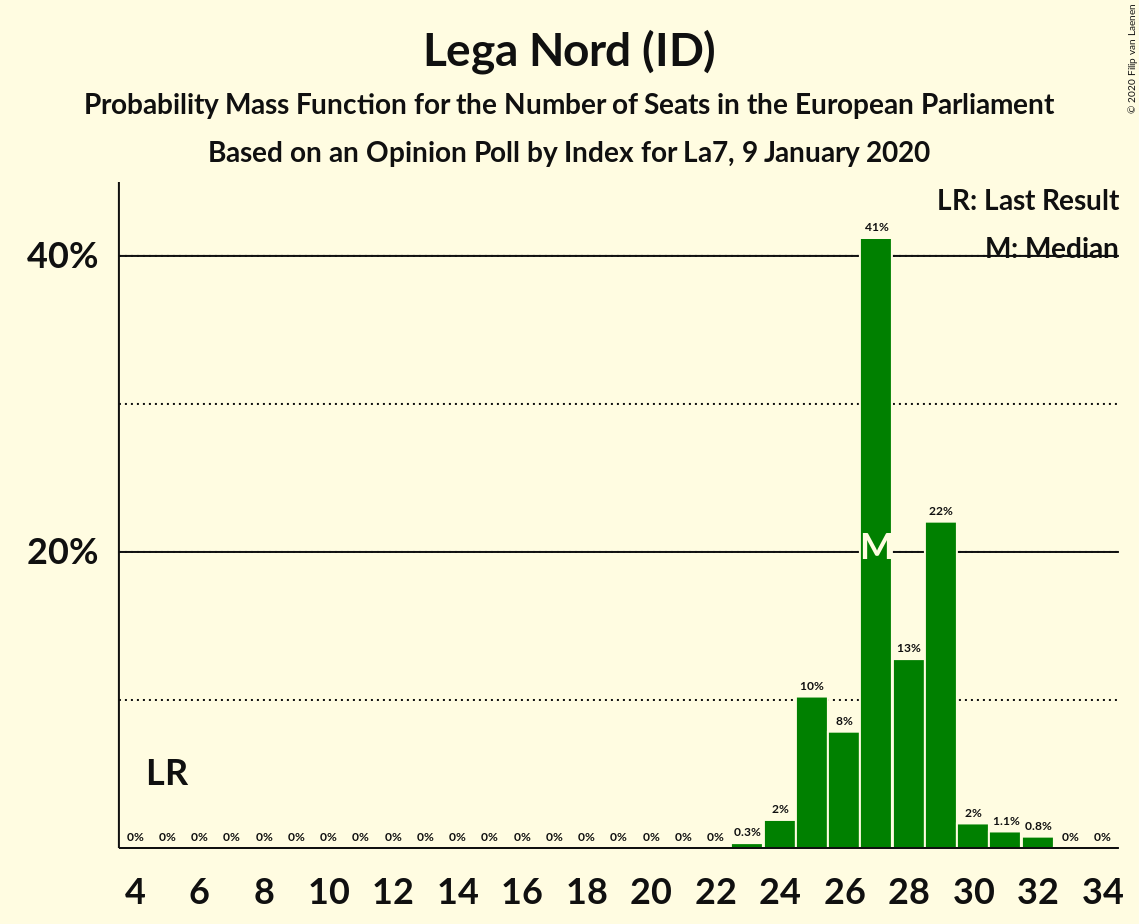 Lega Nord (ID)
Probability Mass Function for the Number of Seats in the European Parliament
Based on an Opinion Poll by Index for La7, 9 January 2020
© 2020 Filip van Laenen
LR: Last Result
M: Median
40%
20%
41%
22%
13%
10%
8%
2%
0.3%
2%
1.1%
0.8%
M
LR
0% 0% 0% 0% 0% 0% 0% 0% 0% 0% 0% 0% 0% 0% 0% 0% 0% 0% 0% 0% 0%
4 6 8 10 12 14 16 18 20 22 24 26 28 30 32 34